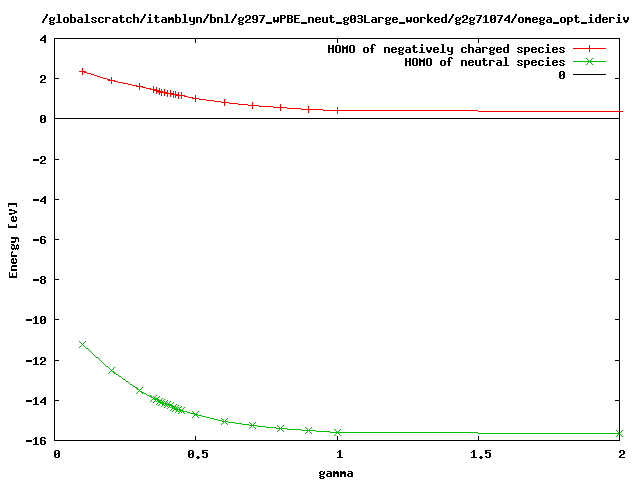 /globalscratch/itamblyn/bnl/g297_wPBE_neut_g03Large_worked/g2g71074/omega_opt_ideriv
HOMO of negatively charged species
HOMO of neutral species
0
4
2
0
-2
-4
-6
-8
-10
-12
-14
-16
Energy [eV]
0 0.5 1 1.5 2
gamma